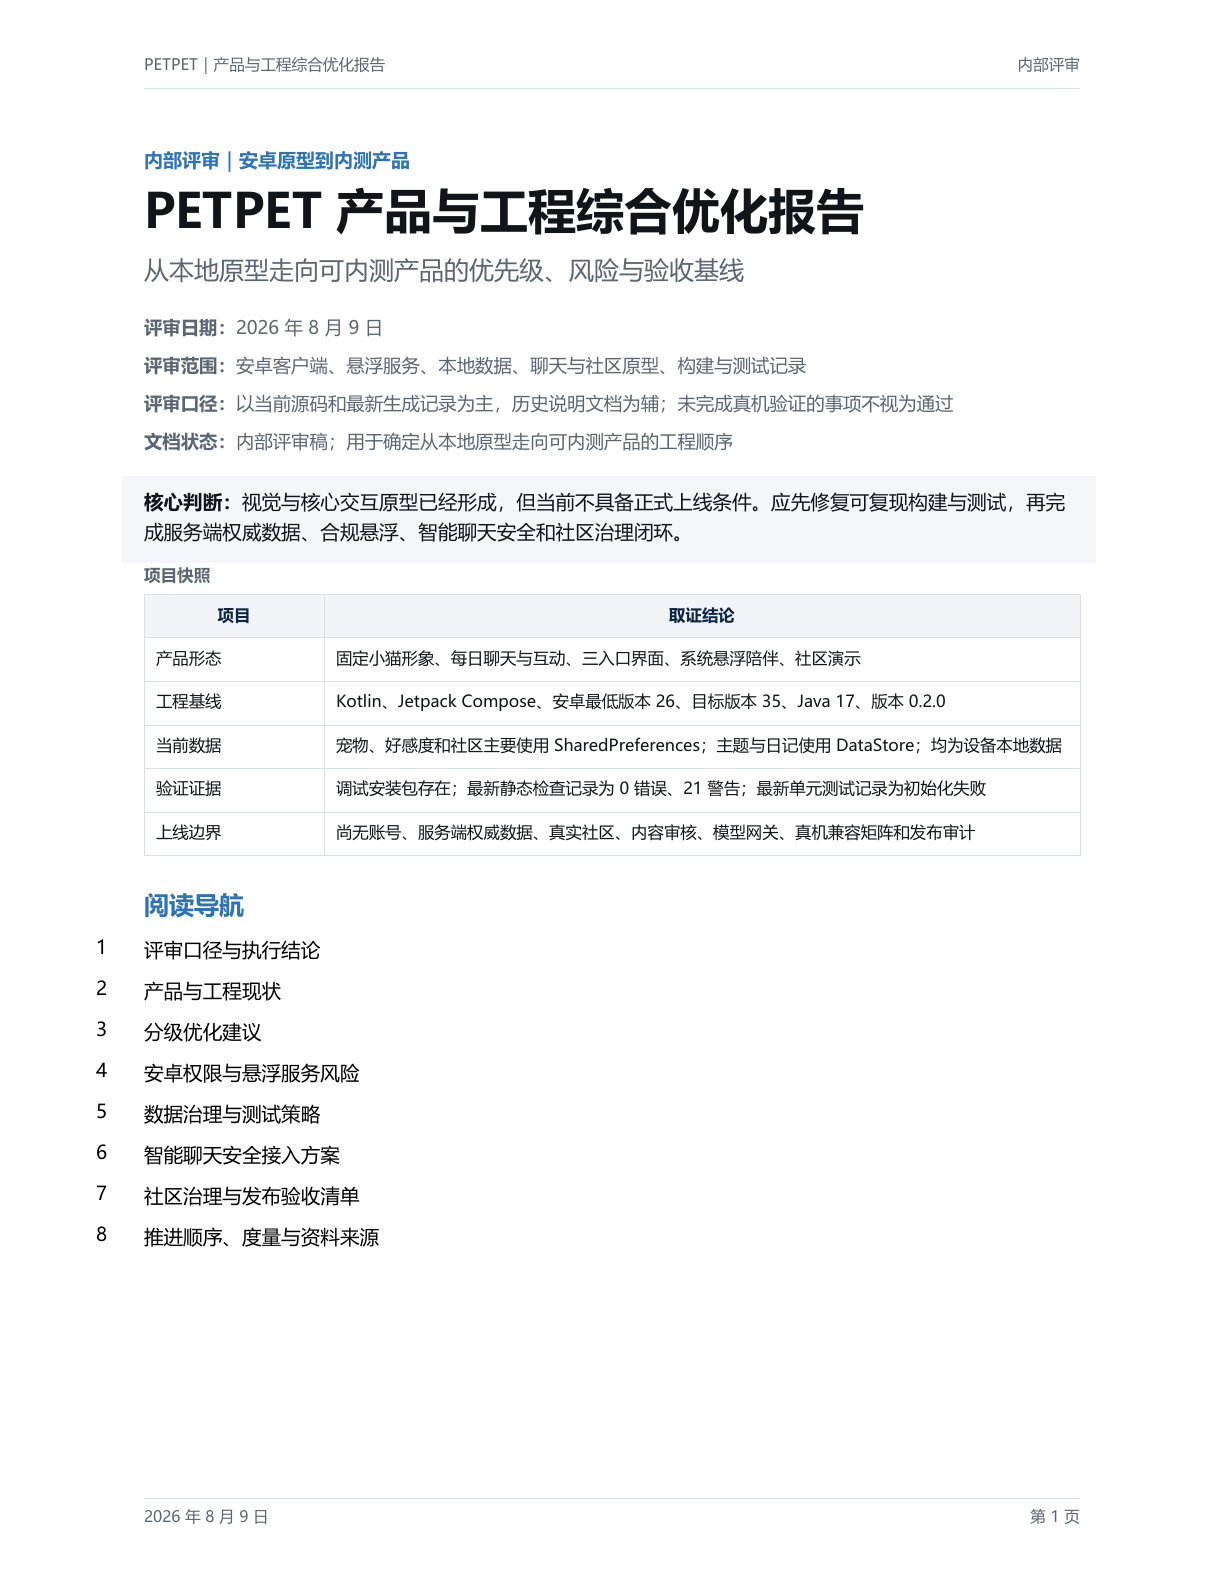 PETPET｜产品与工程综合优化报告
内部评审
内部评审｜安卓原型到内测产品
PETPET 产品与工程综合优化报告
从本地原型走向可内测产品的优先级、风险与验收基线
评审日期：2026 年 8 月 9 日
评审范围：安卓客户端、悬浮服务、本地数据、聊天与社区原型、构建与测试记录
评审口径：以当前源码和最新生成记录为主，历史说明文档为辅；未完成真机验证的事项不视为通过
文档状态：内部评审稿；用于确定从本地原型走向可内测产品的工程顺序
核心判断：视觉与核心交互原型已经形成，但当前不具备正式上线条件。应先修复可复现构建与测试，再完
成服务端权威数据、合规悬浮、智能聊天安全和社区治理闭环。
项目快照
项目 取证结论
产品形态 固定小猫形象、每日聊天与互动、三入口界面、系统悬浮陪伴、社区演示
工程基线 Kotlin、Jetpack Compose、安卓最低版本 26、目标版本 35、Java 17、版本 0.2.0
当前数据 宠物、好感度和社区主要使用 SharedPreferences；主题与日记使用 DataStore；均为设备本地数据
验证证据 调试安装包存在；最新静态检查记录为 0 错误、21 警告；最新单元测试记录为初始化失败
上线边界 尚无账号、服务端权威数据、真实社区、内容审核、模型网关、真机兼容矩阵和发布审计
阅读导航
1 评审口径与执行结论
2 产品与工程现状
3 分级优化建议
4 安卓权限与悬浮服务风险
5 数据治理与测试策略
6 智能聊天安全接入方案
7 社区治理与发布验收清单
8 推进顺序、度量与资料来源
2026 年 8 月 9 日
第 1 页